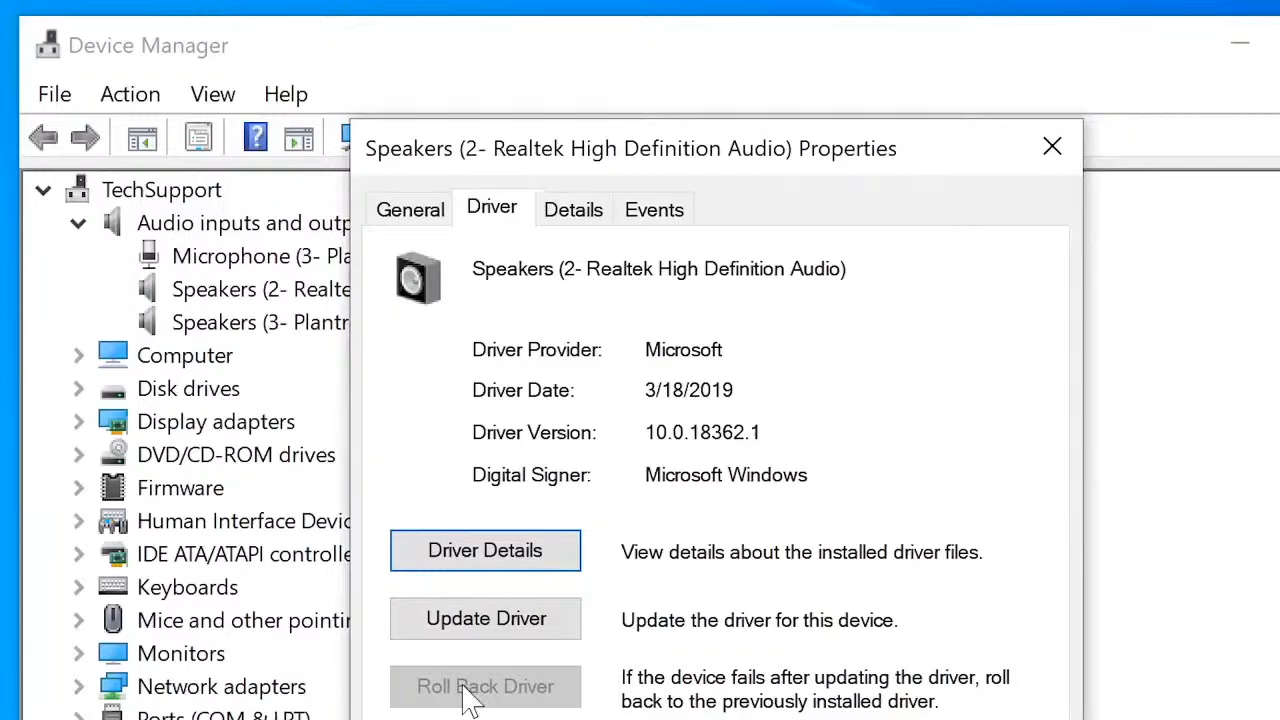 Device Manager
File Action View Help
Speakers (2- Realtek High Definition Audio) Properties
General Driver Details Events
TechSupport
Audio inputs and outp
Microphone (3- Pla
Speakers (2- Realte
Speakers (3- Plantr
Computer
Disk drives
Display adapters
DVD/CD-ROM drives
Firmware
Human Interface Devic
IDE ATA/ATAPI controlle
Keyboards
Mice and other pointin
Monitors
Network adapters
Ports (COM & LPT)
Speakers (2- Realtek High Definition Audio)
Driver Provider: Microsoft
Driver Date: 3/18/2019
Driver Version: 10.0.18362.1
Digital Signer: Microsoft Windows
Driver Details View details about the installed driver files.
Update Driver Update the driver for this device.
Roll Back Driver If the device fails after updating the driver, roll
back to the previously installed driver.